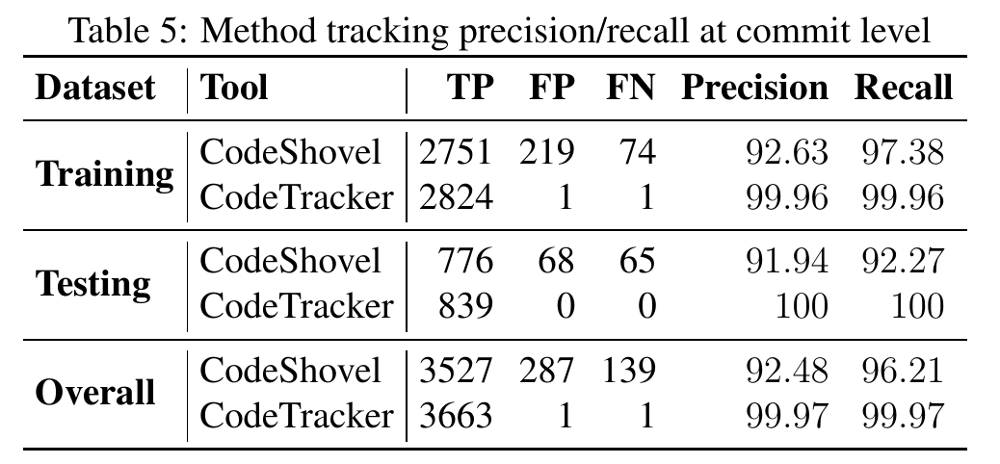 Table 5: Method tracking precision/recall at commit level
Dataset Tool TP FP FN Precision Recall
Training CodeShovel 2751 219 74 92.63 97.38
CodeTracker 2824 1 1 99.96 99.96
Testing CodeShovel 776 68 65 91.94 92.27
CodeTracker 839 0 0 100 100
Overall CodeShovel 3527 287 139 92.48 96.21
CodeTracker 3663 1 1 99.97 99.97